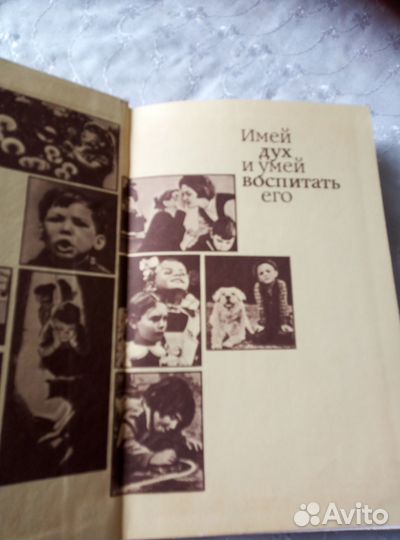 Имей
дух
и умей
воспитать
его
Avito